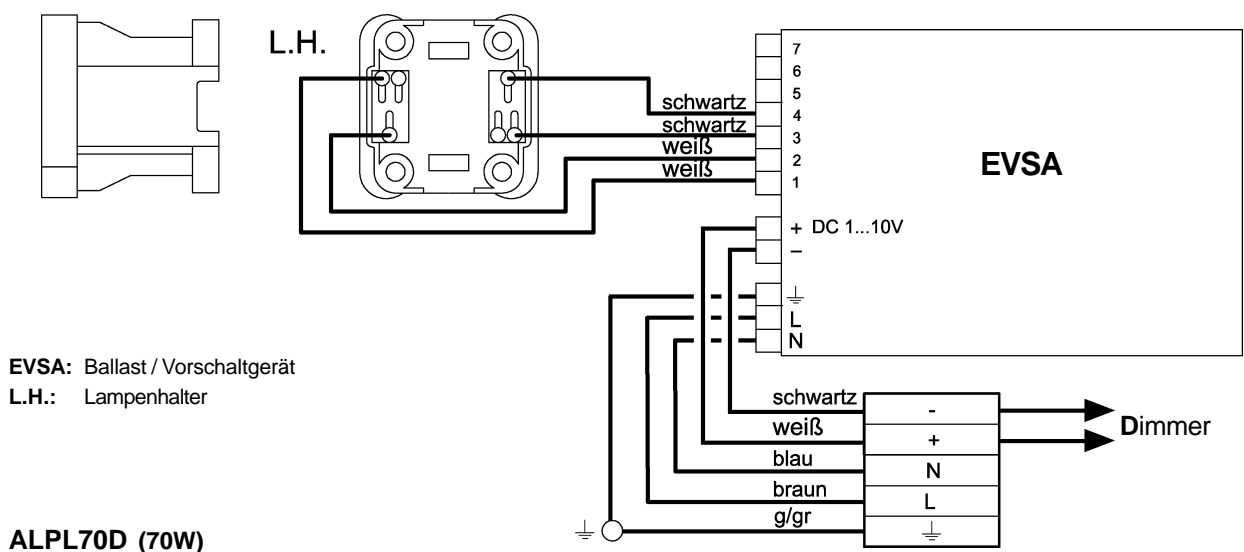 L.H.
7
6
5
schwartz 4
schwartz 3
weiß 2
weiß 1
EVSA
+ DC 1...10V
–
⏚
L
N
EVSA: Ballast / Vorschaltgerät
L.H.: Lampenhalter
schwartz -
weiß +
Dimmer
blau N
braun L
g/gr ⏚
⏚
ALPL70D (70W)